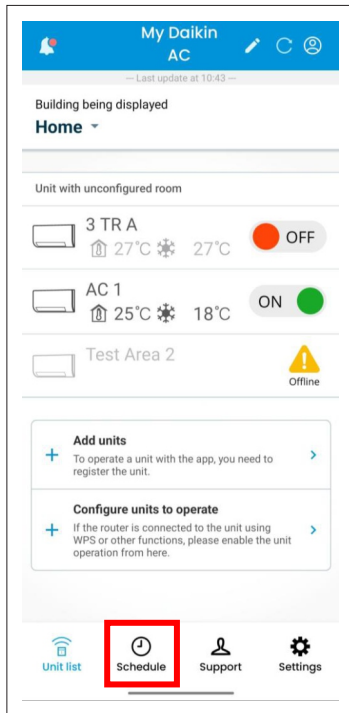 My Daikin
AC
— Last update at 10:43 —
Building being displayed
Home
Unit with unconfigured room
3 TR A
27°C 27°C
OFF
AC 1
25°C 18°C
ON
Test Area 2
Offline
Add units
To operate a unit with the app, you need to
register the unit.
Configure units to operate
If the router is connected to the unit using
WPS or other functions, please enable the unit
operation from here.
Unit list Schedule Support Settings